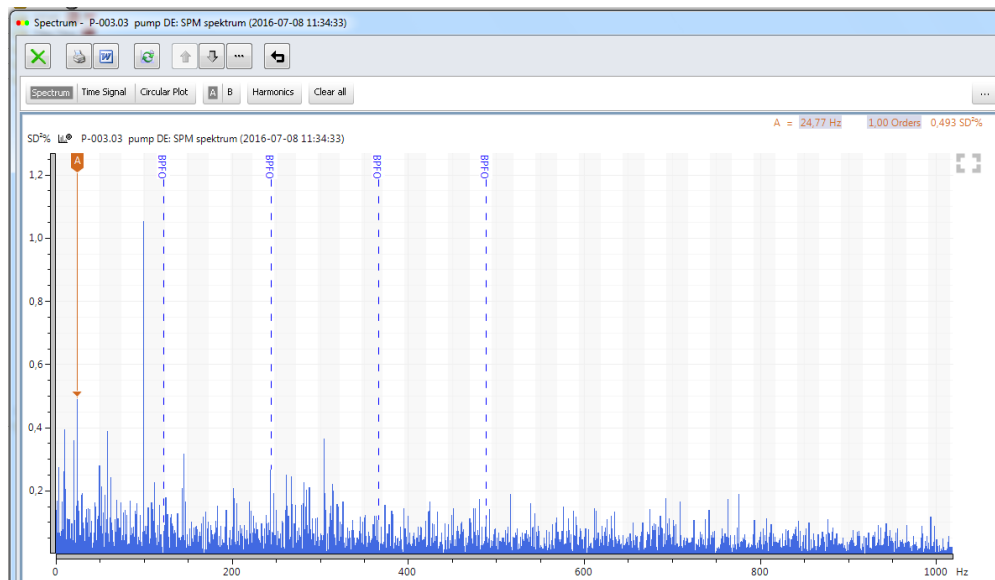 Spectrum - P-003.03 pump DE: SPM spektrum (2016-07-08 11:34:33)
Spectrum Time Signal Circular Plot A B Harmonics Clear all ...
A = 24,77 Hz 1,00 Orders 0,493 SD²%
SD²% P-003.03 pump DE: SPM spektrum (2016-07-08 11:34:33)
A BPFO BPFO BPFO BPFO
1,2
1,0
0,8
0,6
0,4
0,2
0 200 400 600 800 1000 Hz